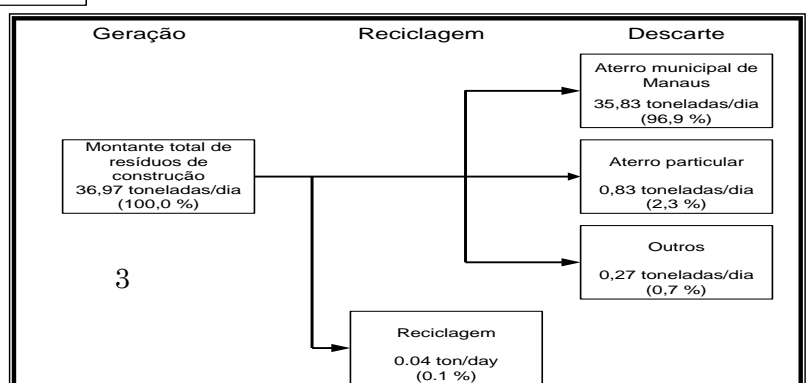 Geração
Reciclagem
Descarte
Aterro municipal de
Manaus
35,83 toneladas/dia
(96,9 %)
Montante total de
resíduos de
construção
36,97 toneladas/dia
(100,0 %)
Aterro particular
0,83 toneladas/dia
(2,3 %)
Outros
0,27 toneladas/dia
(0,7 %)
3
Reciclagem
0.04 ton/day
(0.1 %)